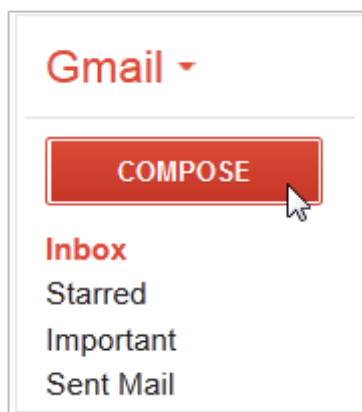 Gmail
COMPOSE
Inbox
Starred
Important
Sent Mail